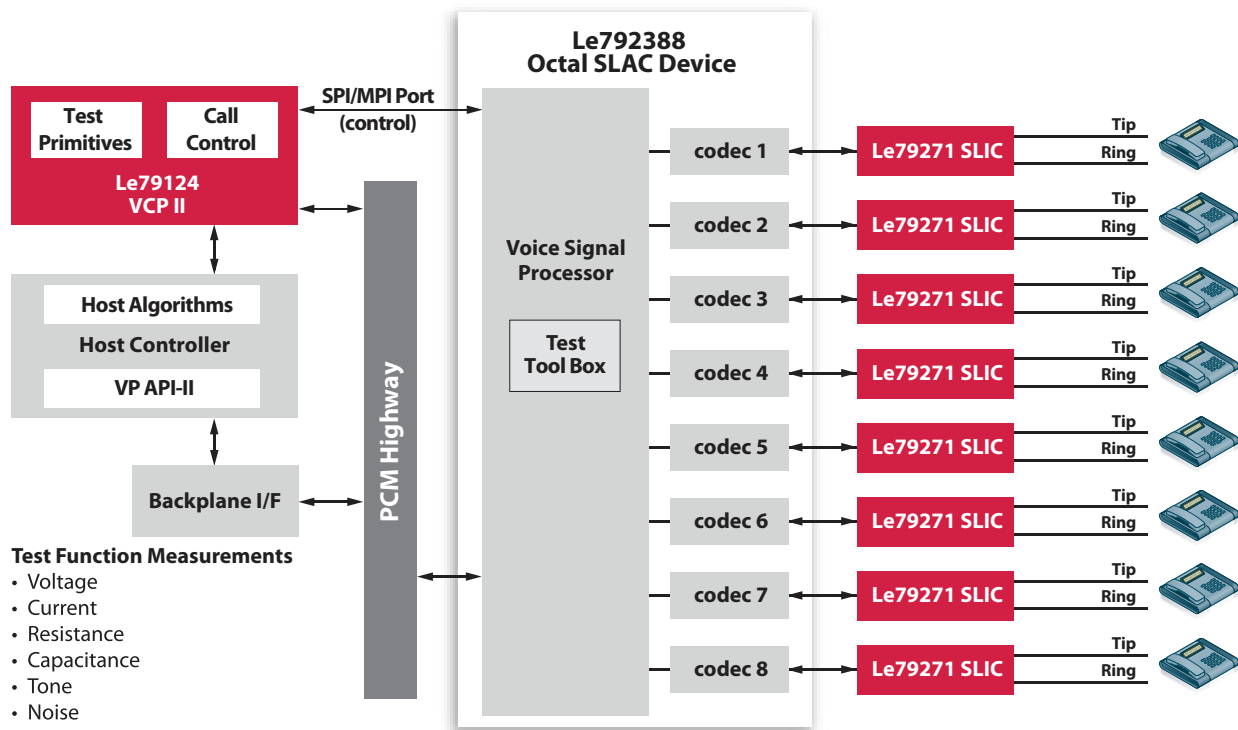 Le792388
Octal SLAC Device
SPI/MPI Port
(control)
Test
Primitives
Call
Control
Le79124
VCP II
Host Algorithms
Host Controller
VP API-II
Backplane I/F
PCM Highway
Voice Signal
Processor
Test
Tool Box
codec 1
Le79271 SLIC
Tip
Ring
codec 2
Le79271 SLIC
Tip
Ring
codec 3
Le79271 SLIC
Tip
Ring
codec 4
Le79271 SLIC
Tip
Ring
codec 5
Le79271 SLIC
Tip
Ring
codec 6
Le79271 SLIC
Tip
Ring
codec 7
Le79271 SLIC
Tip
Ring
codec 8
Le79271 SLIC
Tip
Ring
Test Function Measurements
• Voltage
• Current
• Resistance
• Capacitance
• Tone
• Noise